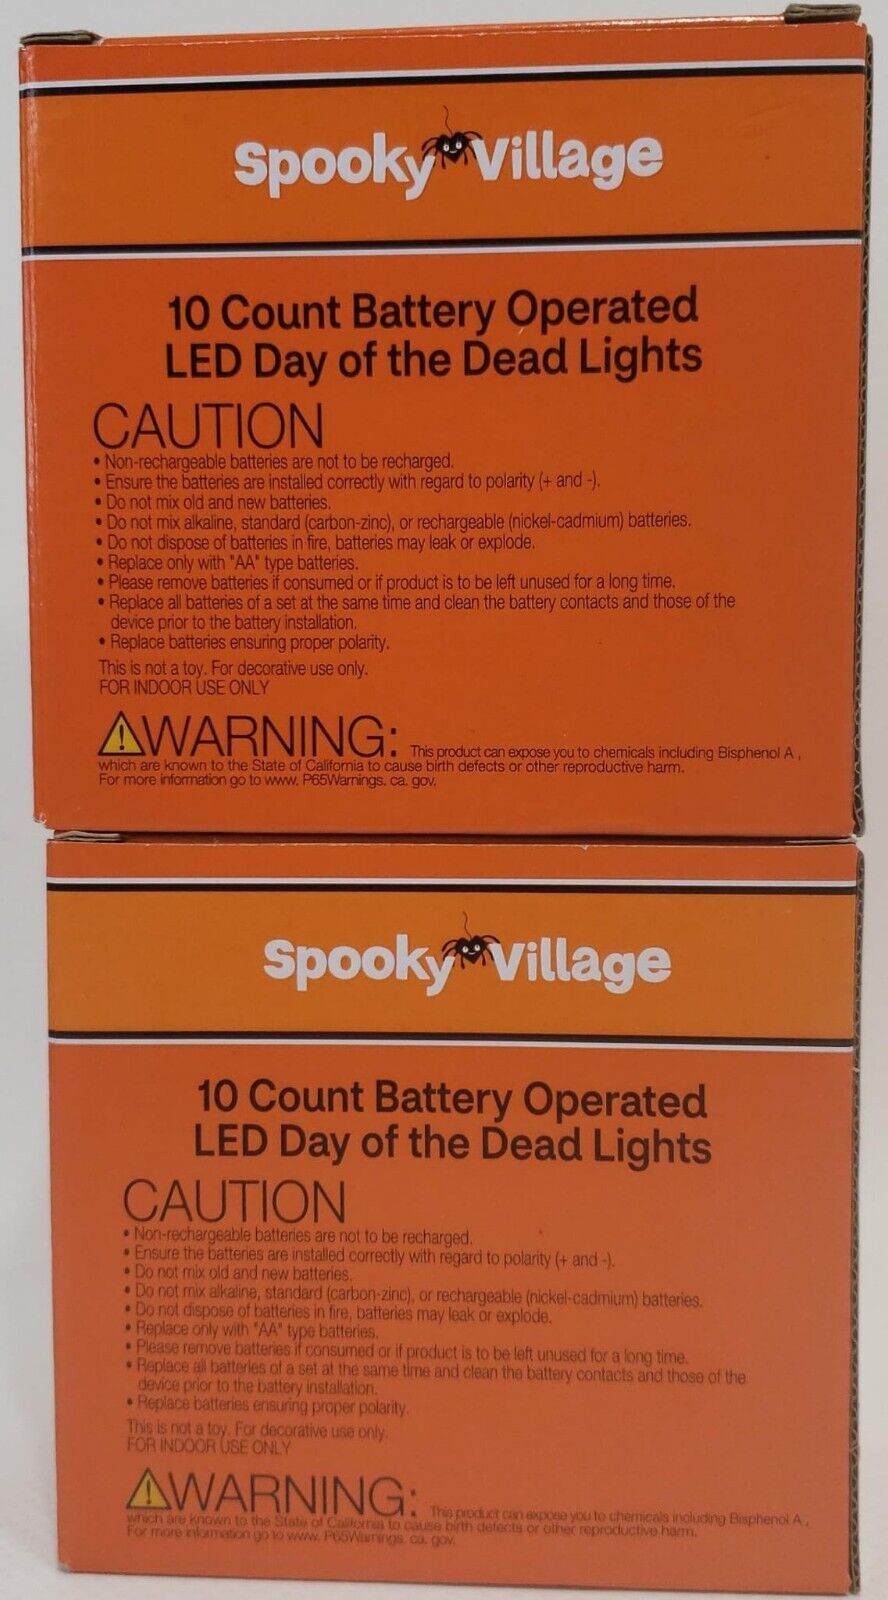 Spooky Village
10 Count Battery Operated
LED Day of the Dead Lights
CAUTION
• Non-rechargeable batteries are not to be recharged.
• Ensure the batteries are installed correctly with regard to polarity (+ and -).
• Do not mix old and new batteries.
• Do not mix alkaline, standard (carbon-zinc), or rechargeable (nickel-cadmium) batteries.
• Do not dispose of batteries in fire, batteries may leak or explode.
• Replace only with "AA" type batteries.
• Please remove batteries if consumed or if product is to be left unused for a long time.
• Replace all batteries of a set at the same time and clean the battery contacts and those of the
device prior to the battery installation.
• Replace batteries ensuring proper polarity.
This is not a toy. For decorative use only.
FOR INDOOR USE ONLY
WARNING: This product can expose you to chemicals including Bisphenol A ,
which are known to the State of California to cause birth defects or other reproductive harm.
For more information go to www. P65Warnings. ca. gov.
Spooky Village
10 Count Battery Operated
LED Day of the Dead Lights
CAUTION
• Non-rechargeable batteries are not to be recharged.
• Ensure the batteries are installed correctly with regard to polarity (+ and -).
• Do not mix old and new batteries.
• Do not mix alkaline, standard (carbon-zinc), or rechargeable (nickel-cadmium) batteries.
• Do not dispose of batteries in fire, batteries may leak or explode.
• Replace only with "AA" type batteries.
• Please remove batteries if consumed or if product is to be left unused for a long time.
• Replace all batteries of a set at the same time and clean the battery contacts and those of the
device prior to the battery installation.
• Replace batteries ensuring proper polarity.
This is not a toy. For decorative use only.
FOR INDOOR USE ONLY
WARNING: This product can expose you to chemicals including Bisphenol A ,
which are known to the State of California to cause birth defects or other reproductive harm.
For more information go to www. P65Warnings. ca. gov.